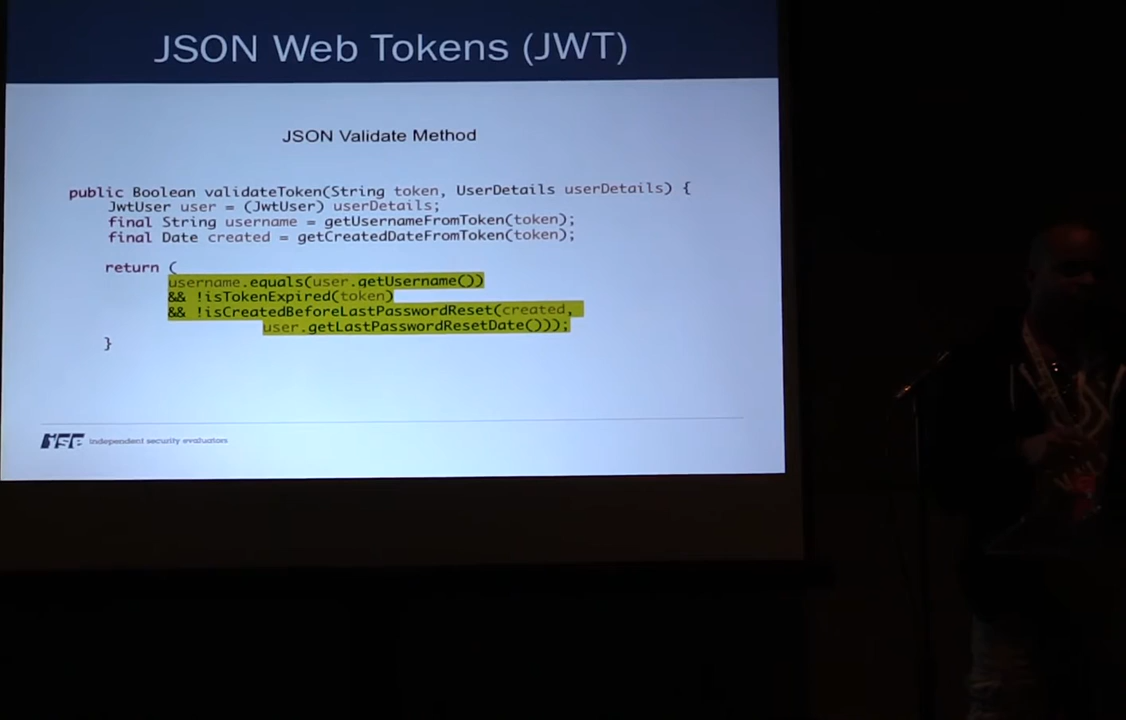 JSON Web Tokens (JWT)
JSON Validate Method
public Boolean validateToken(String token, UserDetails userDetails) {
JwtUser user = (JwtUser) userDetails;
final String username = getUsernameFromToken(token);
final Date created = getCreatedDateFromToken(token);
return (
username.equals(user.getUsername())
&& !isTokenExpired(token)
&& !isCreatedBeforeLastPasswordReset(created,
user.getLastPasswordResetDate()));
}
ise independent security evaluators